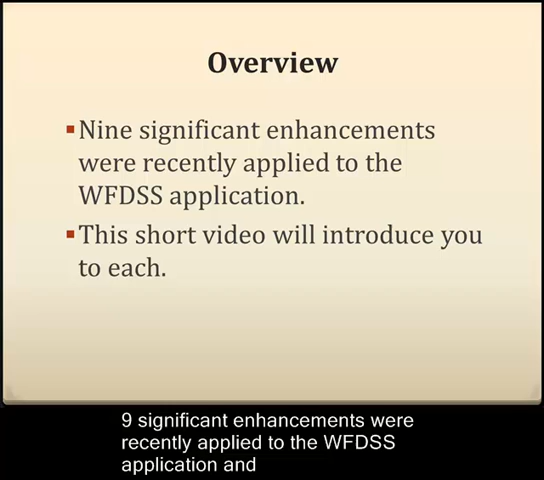 Overview
▪Nine significant enhancements
were recently applied to the
WFDSS application.
▪This short video will introduce you
to each.
9 significant enhancements were
recently applied to the WFDSS
application and